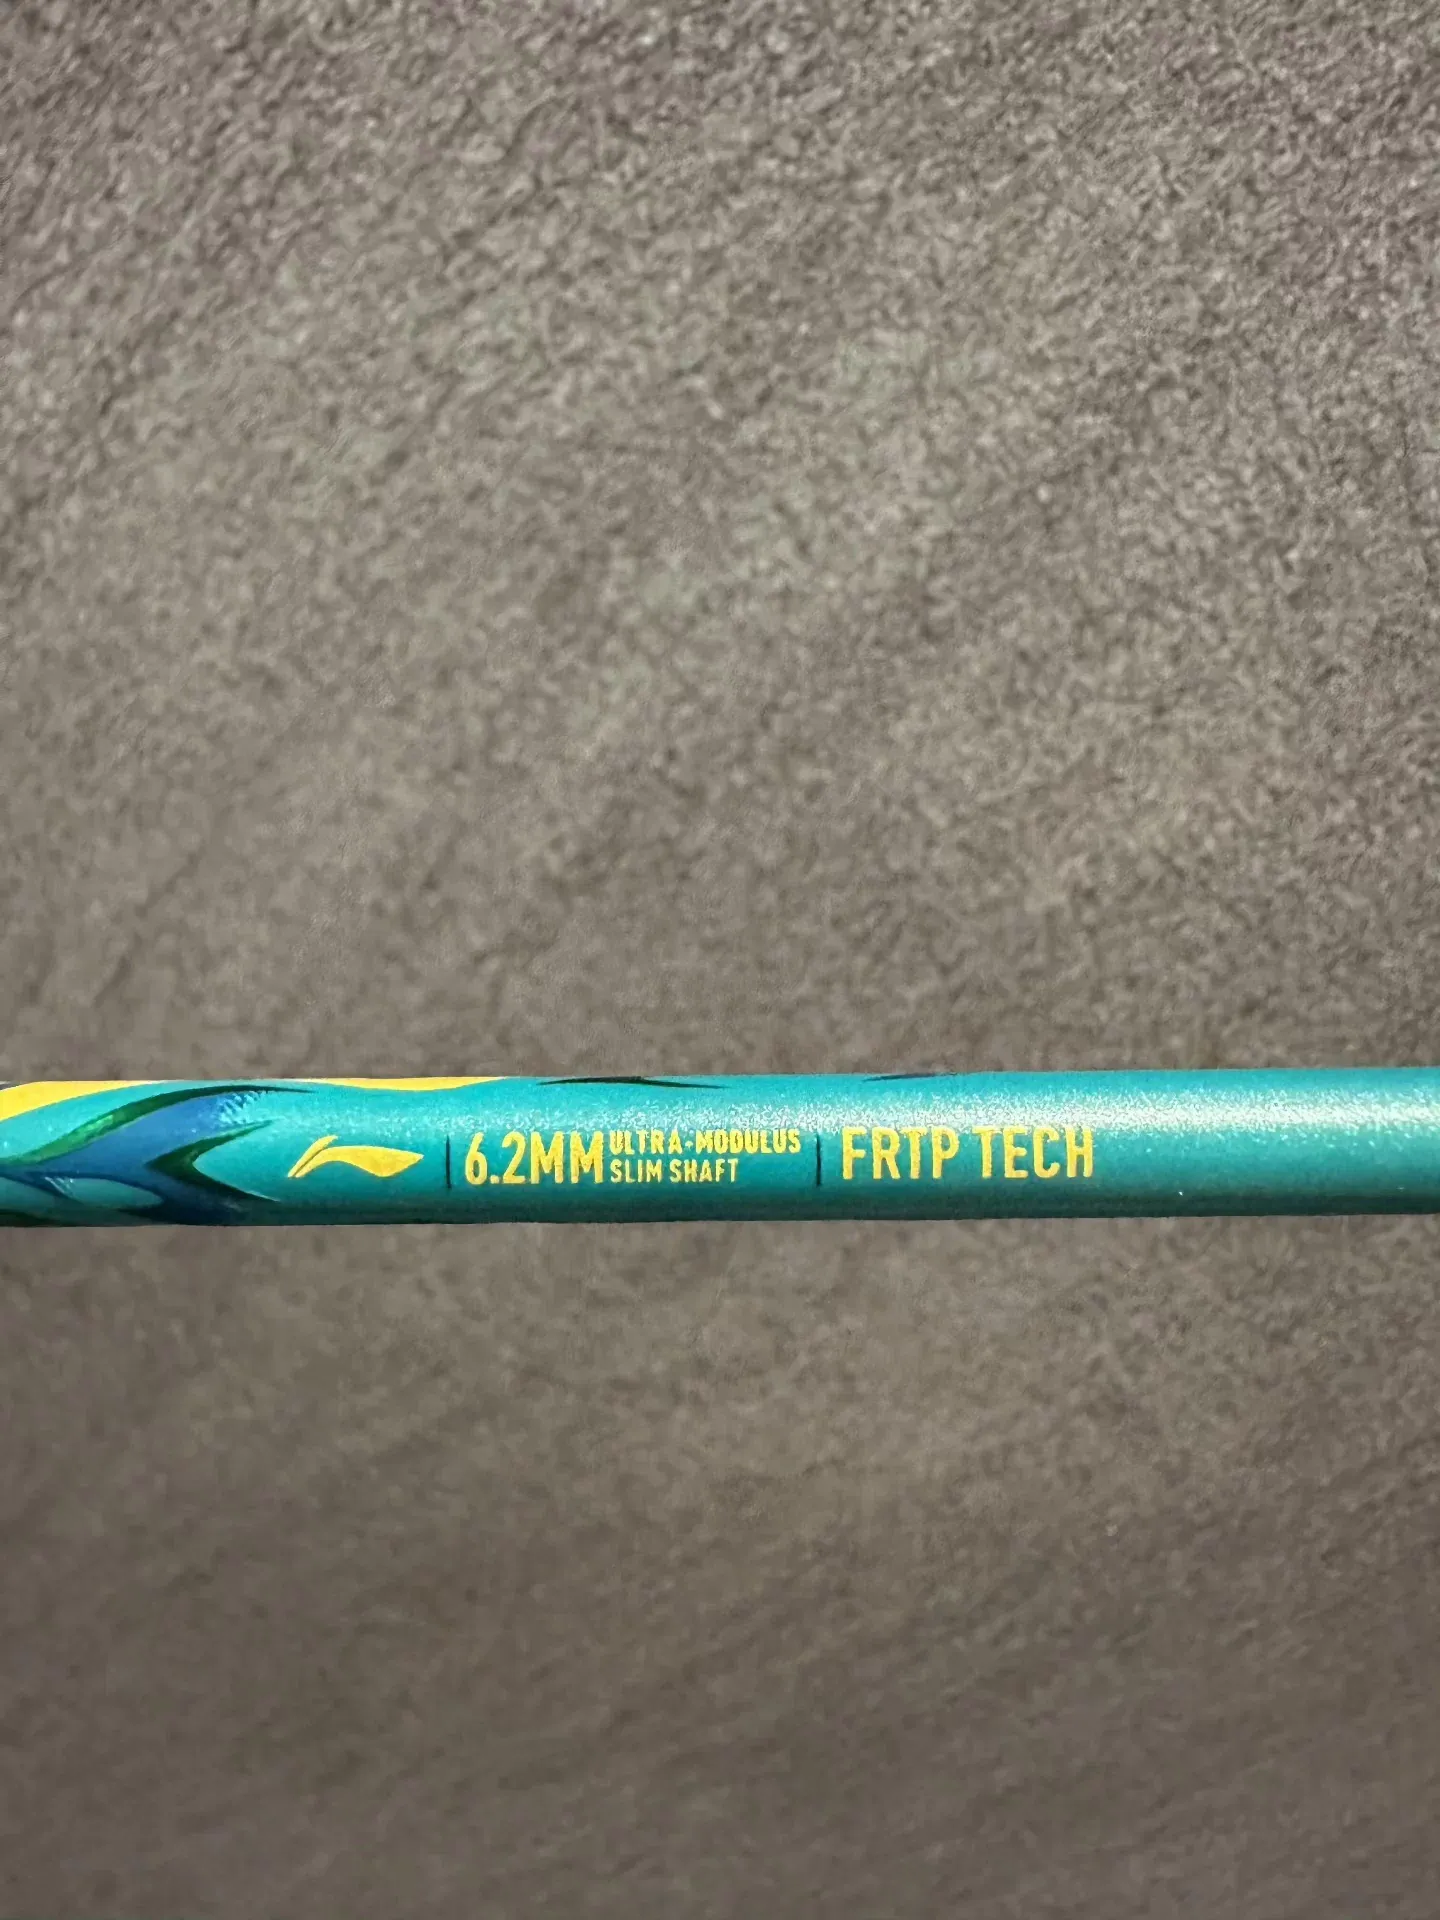 6.2MM ULTRA-MODULUS
SLIM SHAFT
FRTP TECH